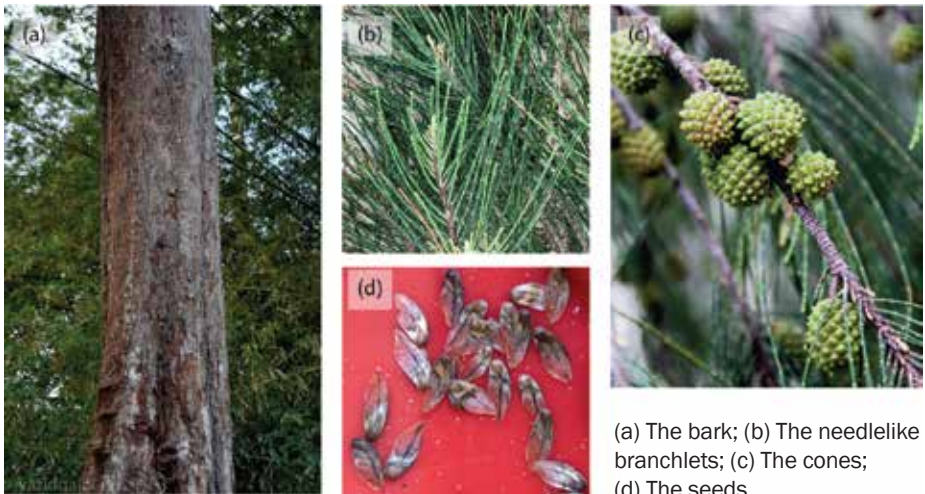 (a)
(b)
(c)
(d)
(a) The bark; (b) The needlelike
branchlets; (c) The cones;
(d) The seeds